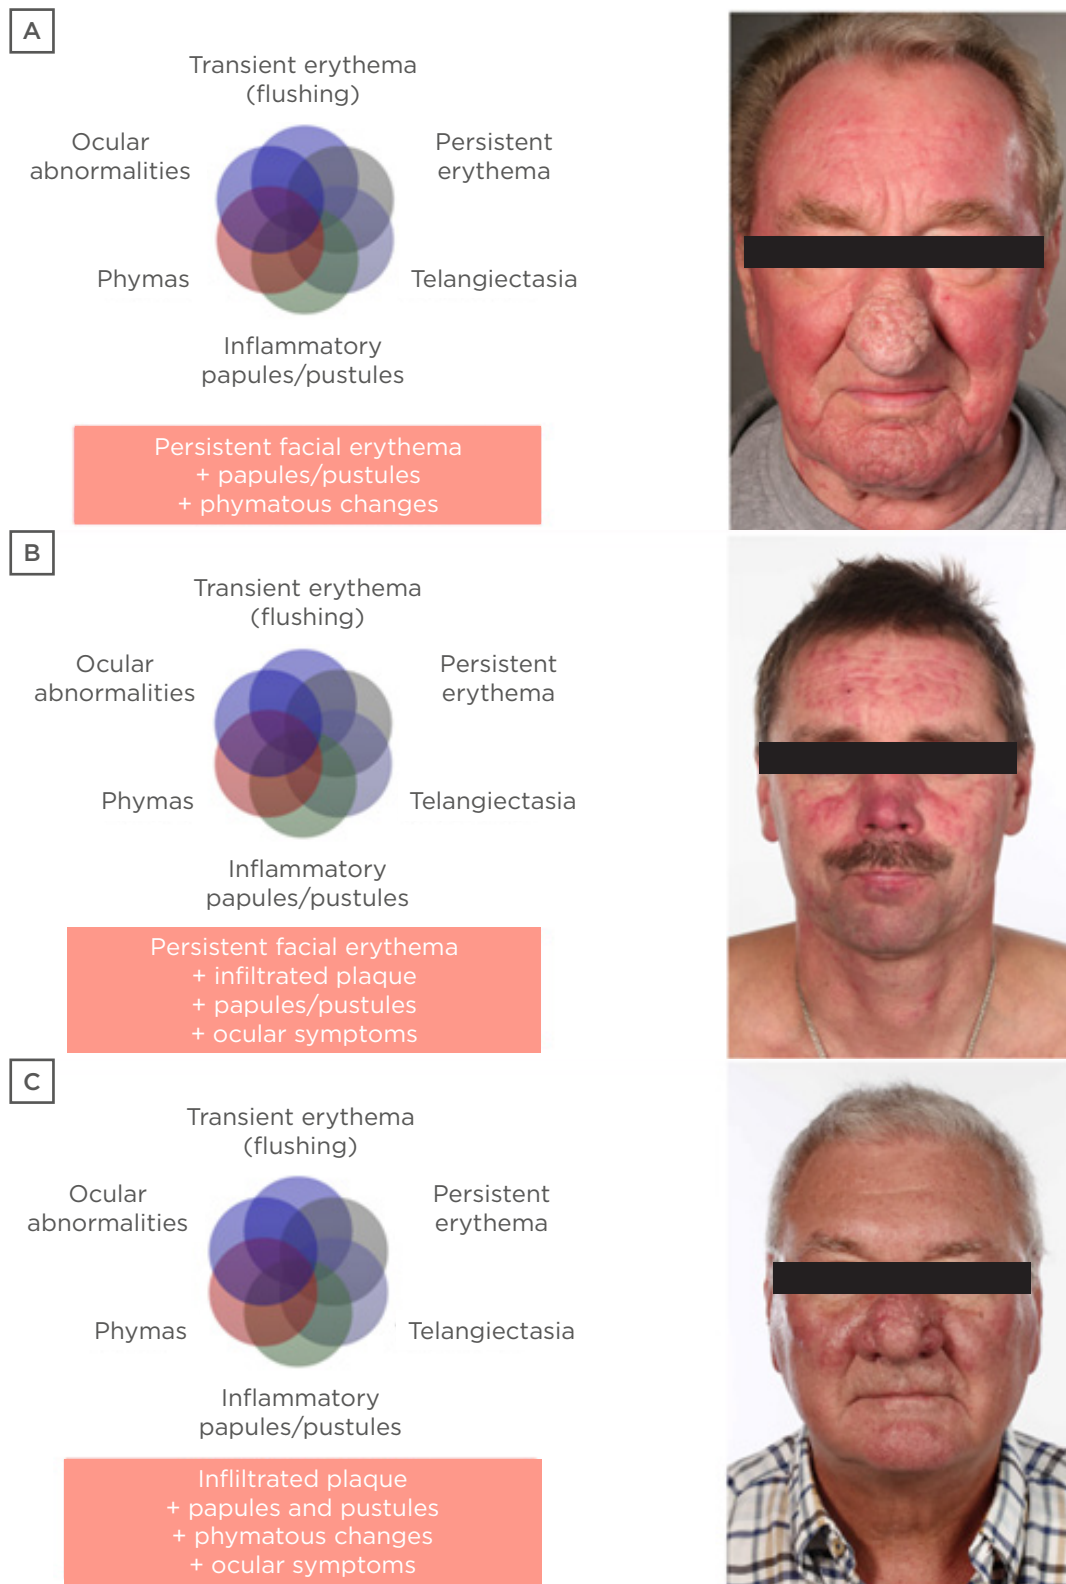 A
Transient erythema
(flushing)
Ocular
abnormalities
Persistent
erythema
Phymas
Telangiectasia
Inflammatory
papules/pustules
Persistent facial erythema
+ papules/pustules
+ phymatous changes
B
Transient erythema
(flushing)
Ocular
abnormalities
Persistent
erythema
Phymas
Telangiectasia
Inflammatory
papules/pustules
Persistent facial erythema
+ infiltrated plaque
+ papules/pustules
+ ocular symptoms
C
Transient erythema
(flushing)
Ocular
abnormalities
Persistent
erythema
Phymas
Telangiectasia
Inflammatory
papules/pustules
Infliltrated plaque
+ papules and pustules
+ phymatous changes
+ ocular symptoms